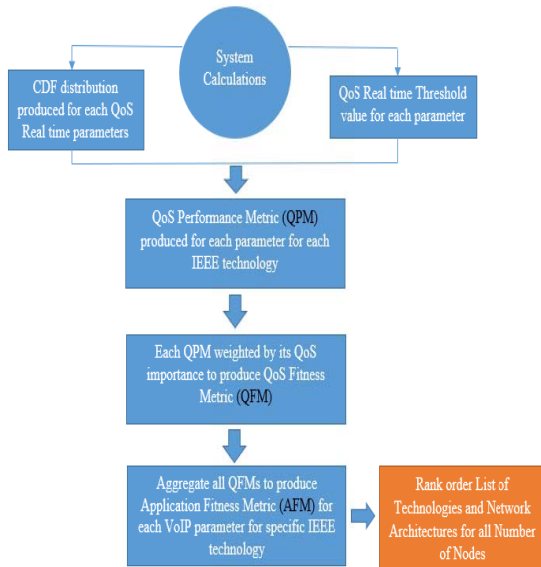 System
Calculations
CDF distribution
produced for each QoS
Real time parameters
QoS Real time Threshold
value for each parameter
QoS Performance Metric (QPM)
produced for each parameter for each
IEEE technology
Each QPM weighted by its QoS
importance to produce QoS Fitness
Metric (QFM)
Aggregate all QFMs to produce
Application Fitness Metric (AFM) for
each VoIP parameter for specific IEEE
technology
Rank order List of
Technologies and Network
Architectures for all Number
of Nodes